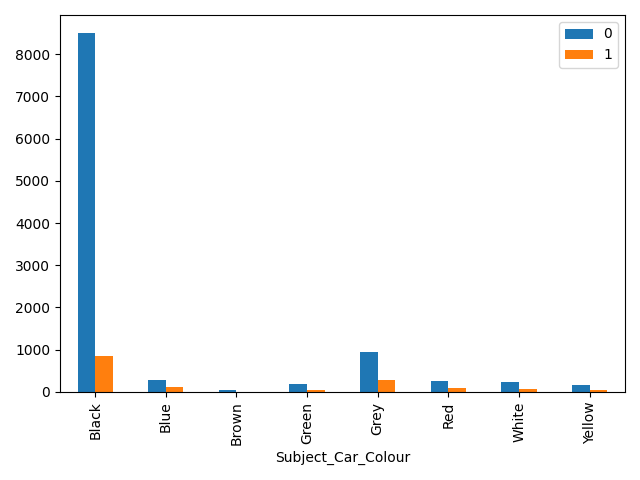 0
1
8000
7000
6000
5000
4000
3000
2000
1000
0
Black
Blue
Brown
Green
Grey
Red
White
Yellow
Subject_Car_Colour